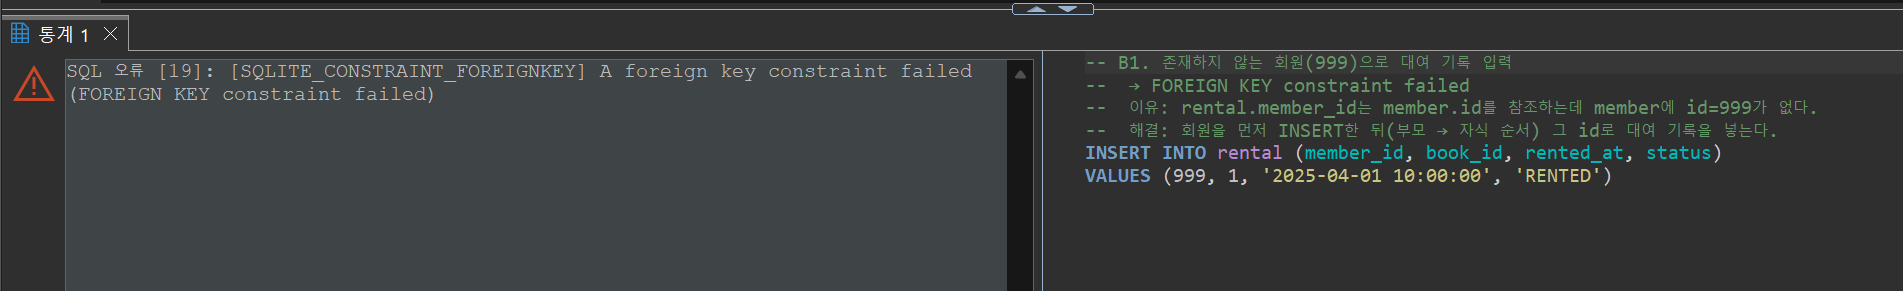 통계 1
SQL 오류 [19]: [SQLITE_CONSTRAINT_FOREIGNKEY] A foreign key constraint failed
(FOREIGN KEY constraint failed)
-- B1. 존재하지 않는 회원(999)으로 대여 기록 입력
--  → FOREIGN KEY constraint failed
--  이유: rental.member_id는 member.id를 참조하는데 member에 id=999가 없다.
--  해결: 회원을 먼저 INSERT한 뒤(부모 → 자식 순서) 그 id로 대여 기록을 넣는다.
INSERT INTO rental (member_id, book_id, rented_at, status)
VALUES (999, 1, '2025-04-01 10:00:00', 'RENTED')